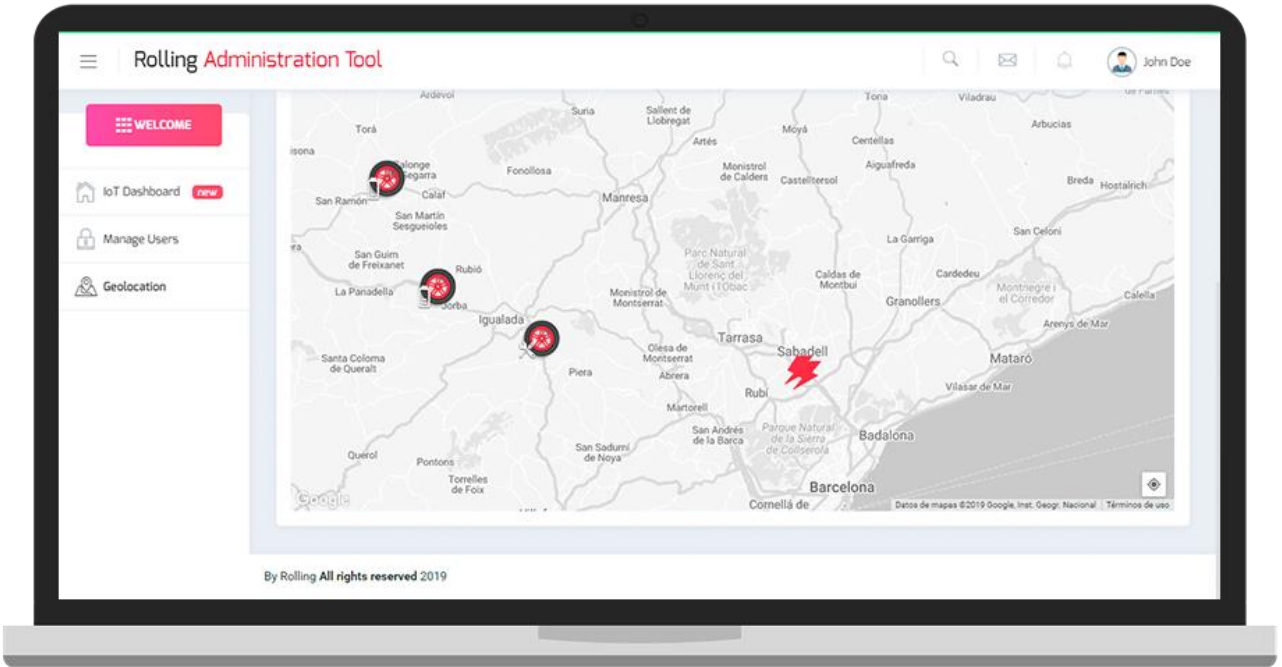 Rolling Administration Tool
John Doe
WELCOME
IoT Dashboard new
Manage Users
Geolocation
Ardevol
Suria
Sallent de
Llobregat
Tona
Viladrau
Torá
Artés
Moyá
Arbucias
Centellas
isona
Calonge
Segarra
Fonollosa
Monistrol
de Calders
Castelltersol
Aiguafreda
Breda
Hostalrich
San Ramón
Calaf
Manresa
San Martín
Sesgueioles
San Celoni
La Garriga
San Guim
de Freixanet
Rubió
Parc Natural
de Sant
Llorenç del
Munt i l'Obac
Caldas de
Montbui
Cardedeu
La Panadella
Jorba
Monistrol de
Montserrat
Granollers
Montnegre i
el Corredor
Calella
Igualada
Tarrasa
Arenys de Mar
Santa Coloma
de Queralt
Olesa de
Montserrat
Sabadell
Mataró
Piera
Abrera
Rubí
Vilasar de Mar
Martorell
San Andrés
de la Barca
Parque Natural
de la Sierra
de Collserola
Badalona
San Sadurní
de Noya
Querol
Pontons
Torrelles
de Foix
Barcelona
Google
Cornellá de
Datos de mapas ©2019 Google, Inst. Geogr. Nacional
Términos de uso
By Rolling All rights reserved 2019